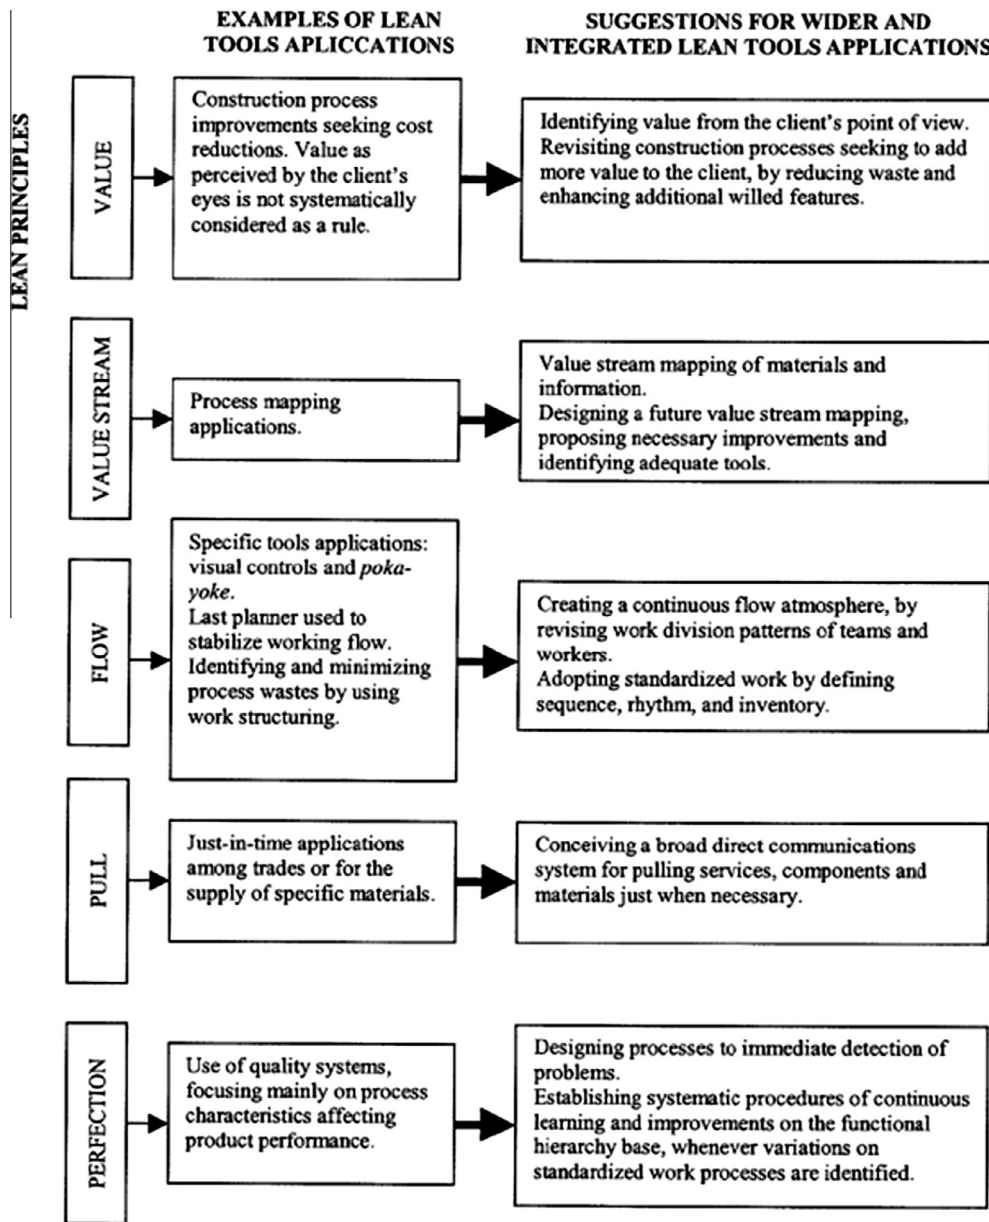 EXAMPLES OF LEAN
TOOLS APLICCATIONS
SUGGESTIONS FOR WIDER AND
INTEGRATED LEAN TOOLS APPLICATIONS
LEAN PRINCIPLES
VALUE
Construction process
improvements seeking cost
reductions. Value as
perceived by the client's
eyes is not systematically
considered as a rule.
Identifying value from the client's point of view.
Revisiting construction processes seeking to add
more value to the client, by reducing waste and
enhancing additional willed features.
VALUE STREAM
Process mapping
applications.
Value stream mapping of materials and
information.
Designing a future value stream mapping,
proposing necessary improvements and
identifying adequate tools.
FLOW
Specific tools applications:
visual controls and poka-
yoke.
Last planner used to
stabilize working flow.
Identifying and minimizing
process wastes by using
work structuring.
Creating a continuous flow atmosphere, by
revising work division patterns of teams and
workers.
Adopting standardized work by defining
sequence, rhythm, and inventory.
PULL
Just-in-time applications
among trades or for the
supply of specific materials.
Conceiving a broad direct communications
system for pulling services, components and
materials just when necessary.
PERFECTION
Use of quality systems,
focusing mainly on process
characteristics affecting
product performance.
Designing processes to immediate detection of
problems.
Establishing systematic procedures of continuous
learning and improvements on the functional
hierarchy base, whenever variations on
standardized work processes are identified.